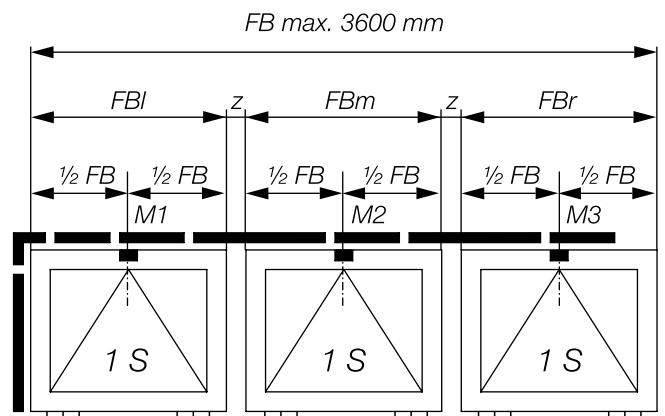 FB max. 3600 mm
FBl z FBm z FBr
½ FB ½ FB ½ FB ½ FB ½ FB ½ FB
M1 M2 M3
1 S 1 S 1 S